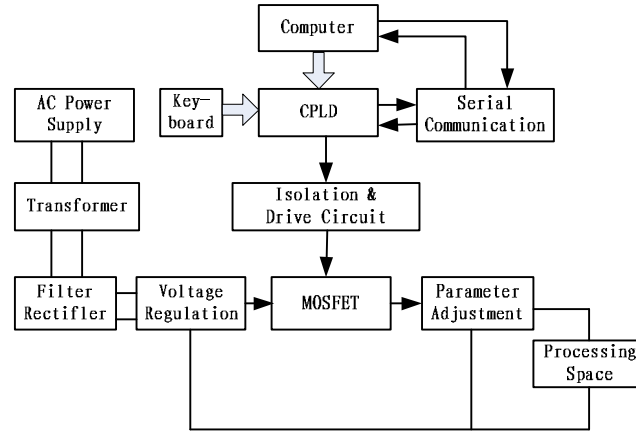 Computer
AC Power
Supply
Key-
board
CPLD
Serial
Communication
Transformer
Isolation &
Drive Circuit
Filter
Rectifler
Voltage
Regulation
MOSFET
Parameter
Adjustment
Processing
Space